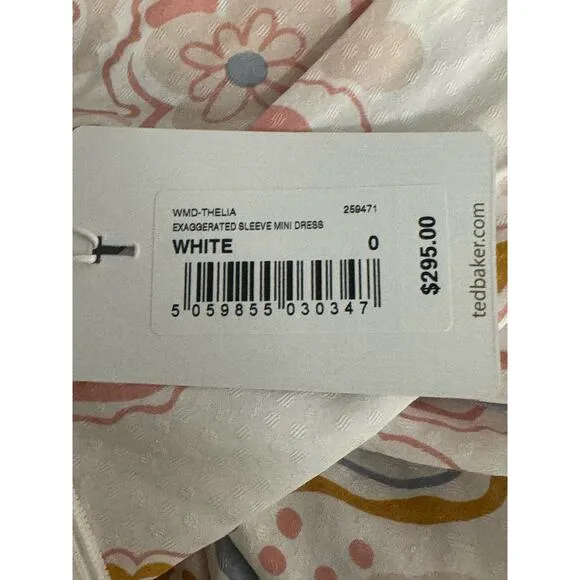 WMD-THELIA 259471
EXAGGERATED SLEEVE MINI DRESS
WHITE 0
5 059855 030347
$295.00
tedbaker.com